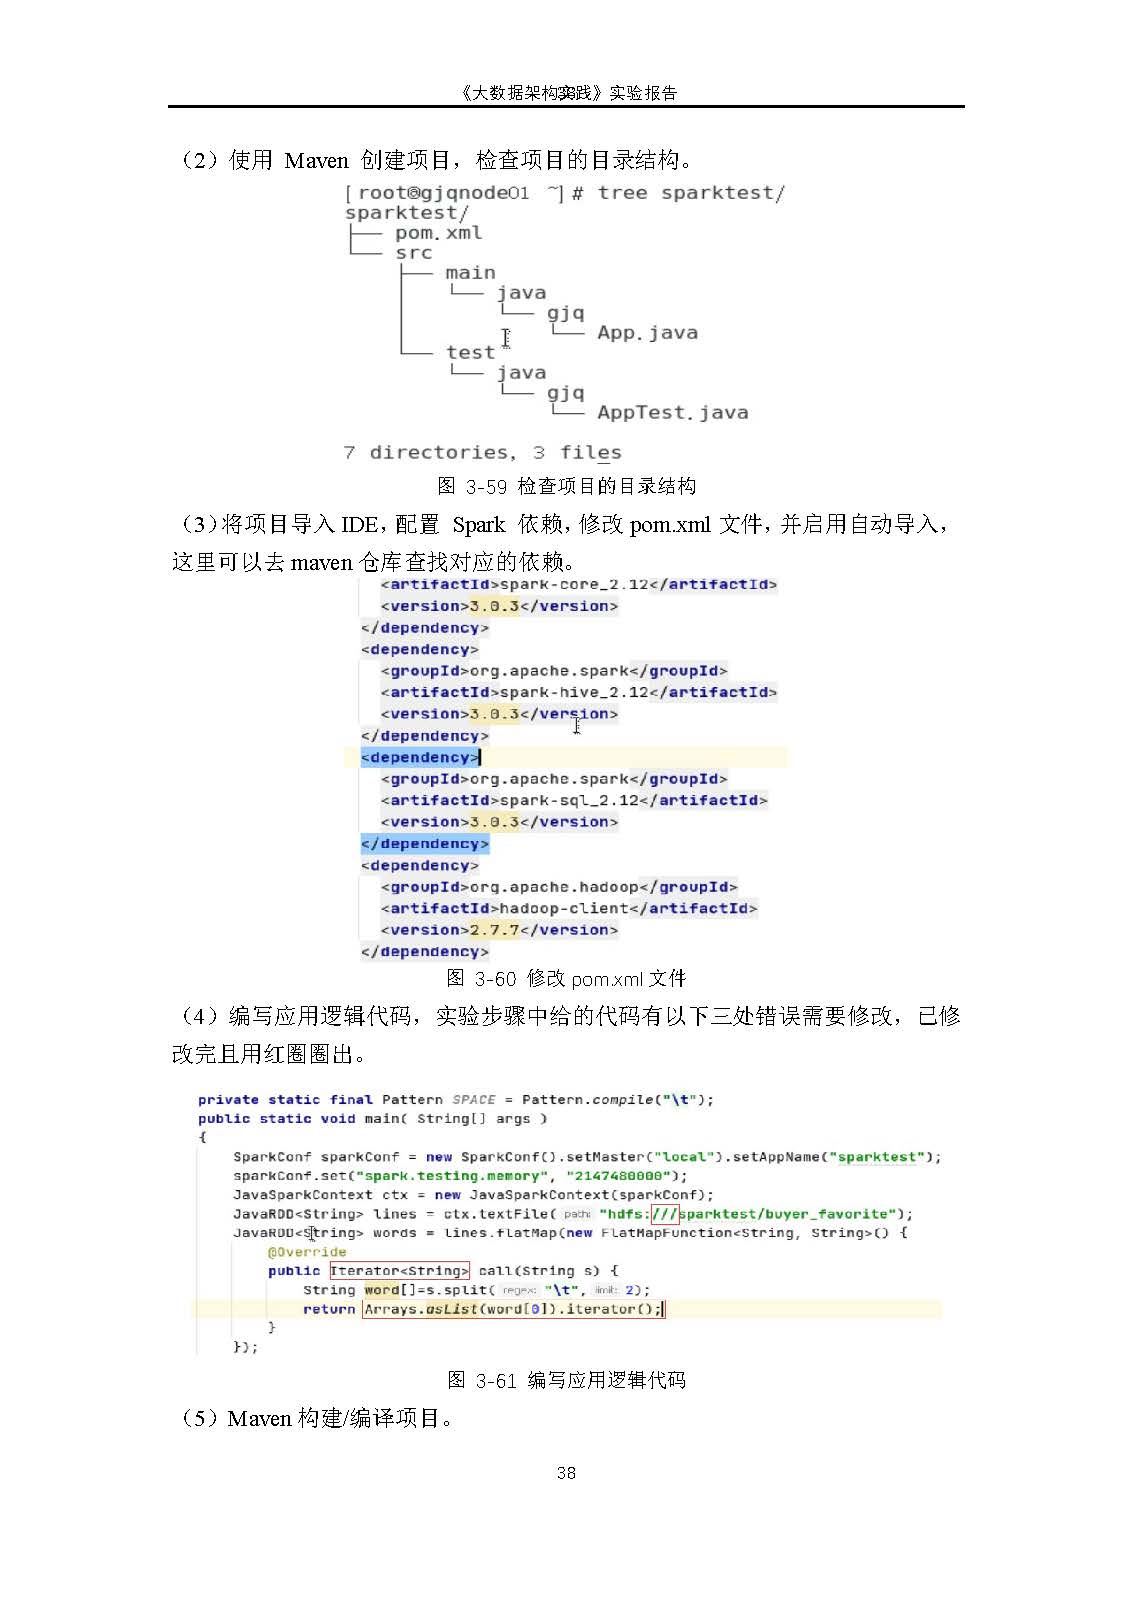 《大数据架构实践》实验报告
（2）使用 Maven 创建项目，检查项目的目录结构。
[root@gjqnode01 ~]# tree sparktest/
sparktest/
├── pom.xml
└── src
    ├── main
    │   └── java
    │       └── gjq
    │           └── App.java
    └── test
        └── java
            └── gjq
                └── AppTest.java
7 directories, 3 files
图 3-59 检查项目的目录结构
（3）将项目导入 IDE，配置 Spark 依赖，修改 pom.xml 文件，并启用自动导入，
这里可以去 maven 仓库查找对应的依赖。
<artifactId>spark-core_2.12</artifactId>
<version>3.0.3</version>
</dependency>
<dependency>
<groupId>org.apache.spark</groupId>
<artifactId>spark-hive_2.12</artifactId>
<version>3.0.3</version>
</dependency>
<dependency>
<groupId>org.apache.spark</groupId>
<artifactId>spark-sql_2.12</artifactId>
<version>3.0.3</version>
</dependency>
<dependency>
<groupId>org.apache.hadoop</groupId>
<artifactId>hadoop-client</artifactId>
<version>2.7.7</version>
</dependency>
图 3-60 修改 pom.xml 文件
（4）编写应用逻辑代码，实验步骤中给的代码有以下三处错误需要修改，已修
改完且用红圈圈出。
private static final Pattern SPACE = Pattern.compile("\t");
public static void main( String[] args )
{
SparkConf sparkConf = new SparkConf().setMaster("local").setAppName("sparktest");
sparkConf.set("spark.testing.memory", "2147480000");
JavaSparkContext ctx = new JavaSparkContext(sparkConf);
JavaRDD<String> lines = ctx.textFile( path: "hdfs:///sparktest/buyer_favorite");
JavaRDD<String> words = lines.flatMap(new FlatMapFunction<String, String>() {
@Override
public Iterator<String> call(String s) {
String word[]=s.split( regex: "\t", limit: 2);
return Arrays.asList(word[0]).iterator();
}
});
图 3-61 编写应用逻辑代码
（5）Maven 构建/编译项目。
38